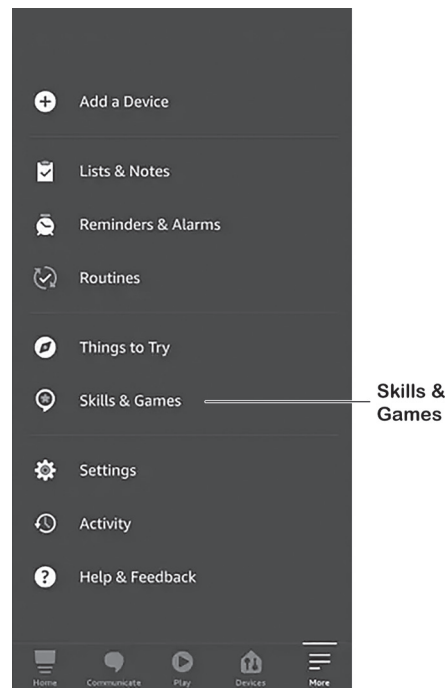 Add a Device
Lists & Notes
Reminders & Alarms
Routines
Things to Try
Skills & Games
Skills &
Games
Settings
Activity
Help & Feedback
Home
Communicate
Play
Devices
More